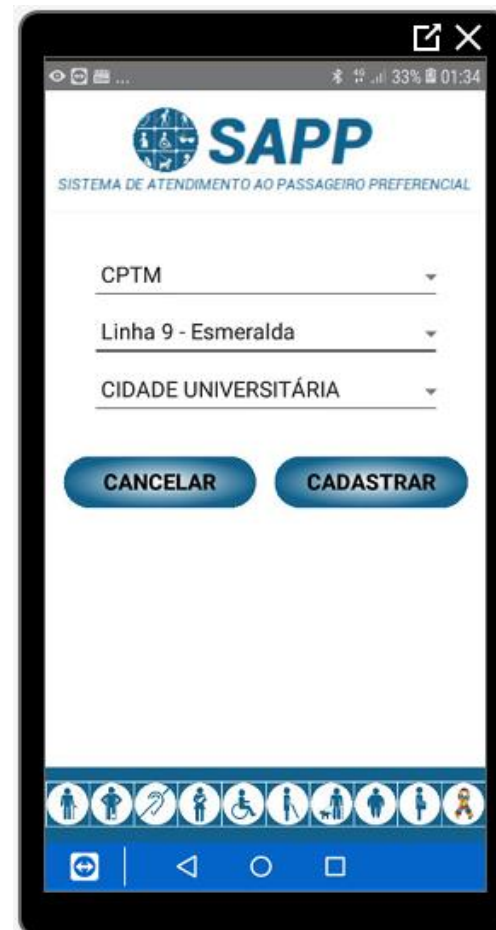 ... 33% 01:34
SAPP
SISTEMA DE ATENDIMENTO AO PASSAGEIRO PREFERENCIAL
CPTM
Linha 9 - Esmeralda
CIDADE UNIVERSITÁRIA
CANCELAR CADASTRAR